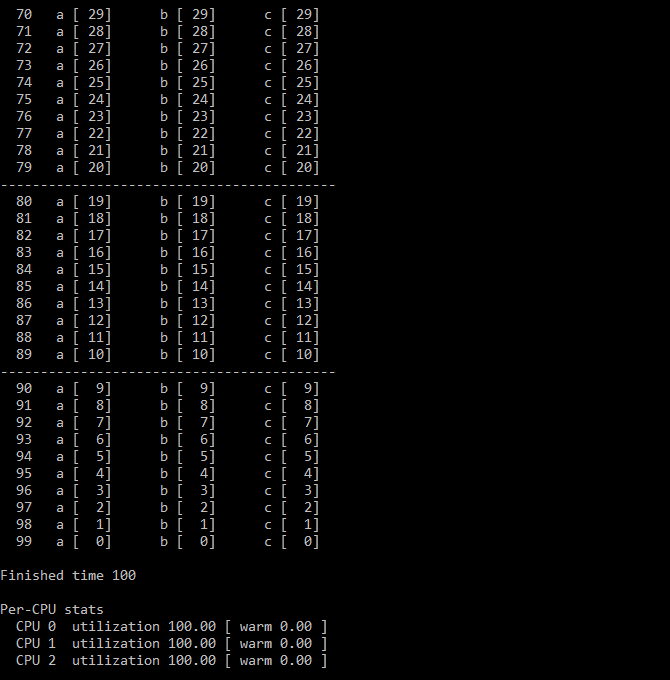 70   a [ 29]      b [ 29]      c [ 29]
  71   a [ 28]      b [ 28]      c [ 28]
  72   a [ 27]      b [ 27]      c [ 27]
  73   a [ 26]      b [ 26]      c [ 26]
  74   a [ 25]      b [ 25]      c [ 25]
  75   a [ 24]      b [ 24]      c [ 24]
  76   a [ 23]      b [ 23]      c [ 23]
  77   a [ 22]      b [ 22]      c [ 22]
  78   a [ 21]      b [ 21]      c [ 21]
  79   a [ 20]      b [ 20]      c [ 20]
------------------------------------------
  80   a [ 19]      b [ 19]      c [ 19]
  81   a [ 18]      b [ 18]      c [ 18]
  82   a [ 17]      b [ 17]      c [ 17]
  83   a [ 16]      b [ 16]      c [ 16]
  84   a [ 15]      b [ 15]      c [ 15]
  85   a [ 14]      b [ 14]      c [ 14]
  86   a [ 13]      b [ 13]      c [ 13]
  87   a [ 12]      b [ 12]      c [ 12]
  88   a [ 11]      b [ 11]      c [ 11]
  89   a [ 10]      b [ 10]      c [ 10]
------------------------------------------
  90   a [  9]      b [  9]      c [  9]
  91   a [  8]      b [  8]      c [  8]
  92   a [  7]      b [  7]      c [  7]
  93   a [  6]      b [  6]      c [  6]
  94   a [  5]      b [  5]      c [  5]
  95   a [  4]      b [  4]      c [  4]
  96   a [  3]      b [  3]      c [  3]
  97   a [  2]      b [  2]      c [  2]
  98   a [  1]      b [  1]      c [  1]
  99   a [  0]      b [  0]      c [  0]

Finished time 100

Per-CPU stats
  CPU 0  utilization 100.00 [ warm 0.00 ]
  CPU 1  utilization 100.00 [ warm 0.00 ]
  CPU 2  utilization 100.00 [ warm 0.00 ]